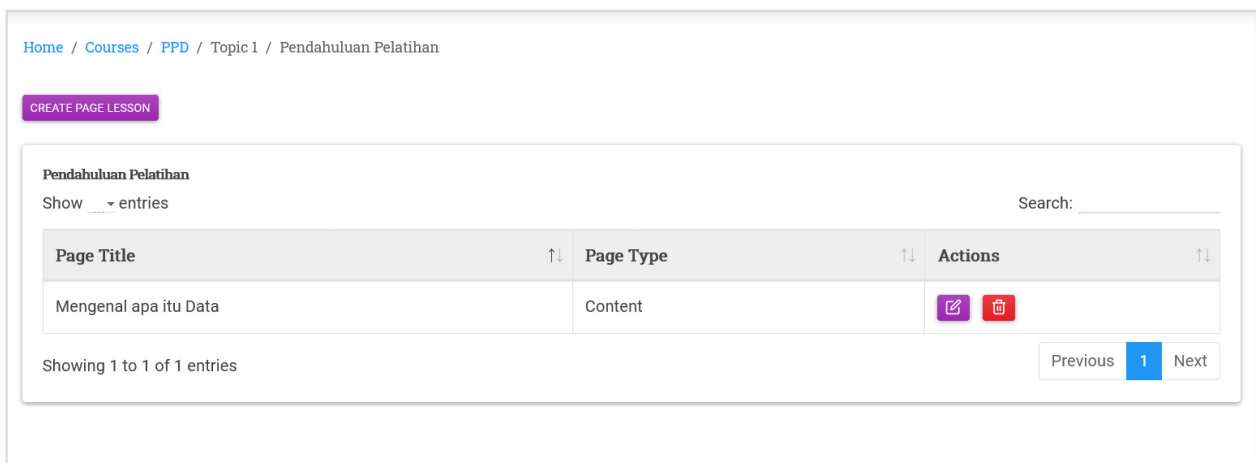 Home / Courses / PPD / Topic 1 / Pendahuluan Pelatihan
CREATE PAGE LESSON
Pendahuluan Pelatihan
Show entries
Search:
Page Title Page Type Actions
Mengenal apa itu Data Content
Showing 1 to 1 of 1 entries
Previous 1 Next